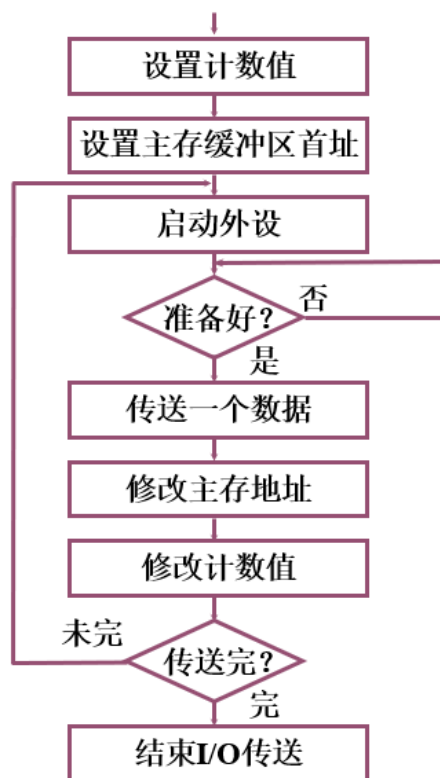 设置计数值
设置主存缓冲区首址
启动外设
准备好?
否
是
传送一个数据
修改主存地址
修改计数值
未完
传送完?
完
结束I/O传送